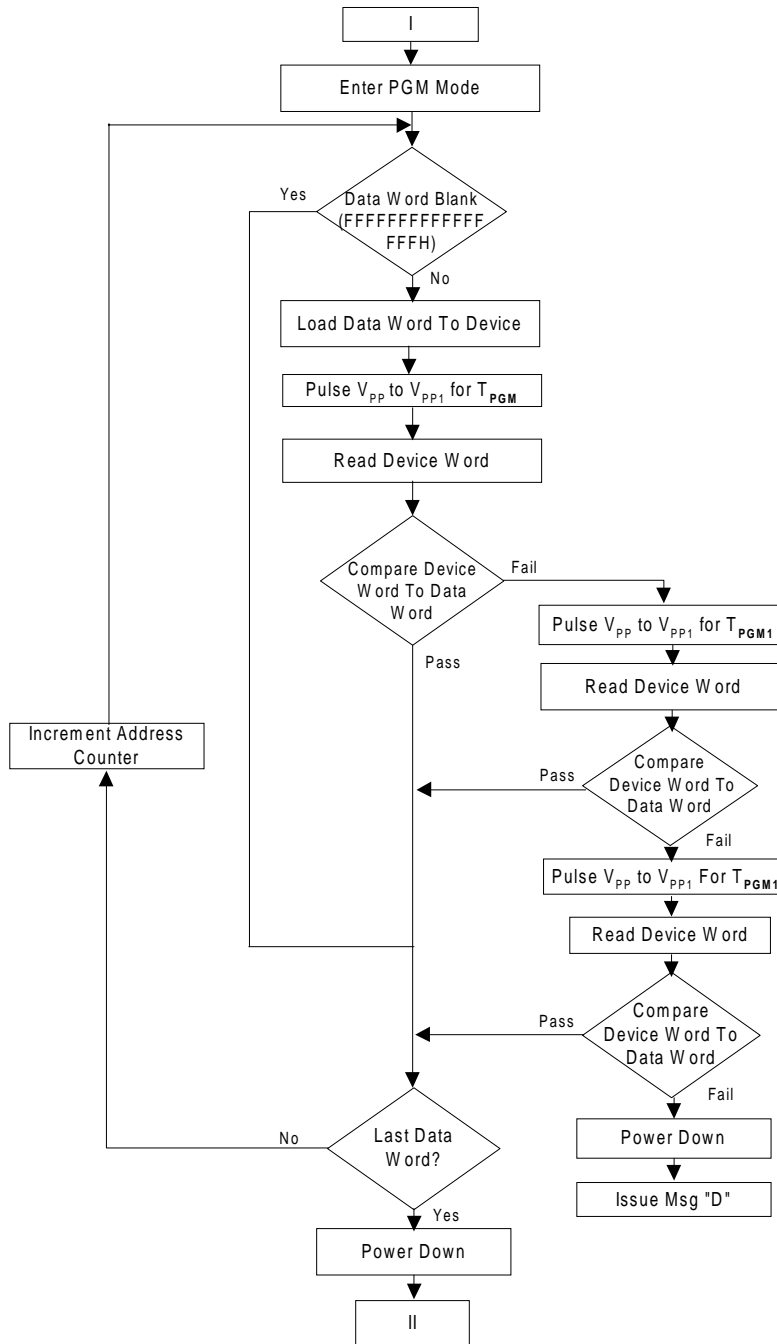 I
Enter PGM Mode
Yes
Data Word Blank
(FFFFFFFFFFFFF
FFFH)
No
Load Data Word To Device
Pulse VPP to VPP1 for TPGM
Read Device Word
Compare Device
Word To Data
Word
Fail
Pass
Pulse VPP to VPP1 for TPGM1
Read Device Word
Increment Address
Counter
Pass
Compare
Device Word To
Data Word
Fail
Pulse VPP to VPP1 For TPGM1
Read Device Word
Pass
Compare
Device Word To
Data Word
Fail
Power Down
Issue Msg "D"
No
Last Data
Word?
Yes
Power Down
II